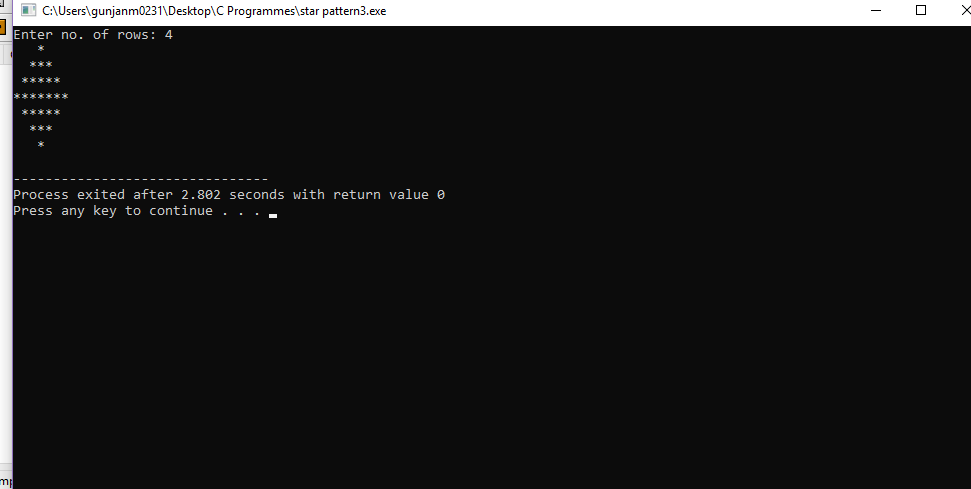 C:\Users\gunjanm0231\Desktop\C Programmes\star pattern3.exe
Enter no. of rows: 4
   *
  ***
 *****
*******
 *****
  ***
   *
--------------------------------
Process exited after 2.802 seconds with return value 0
Press any key to continue . . .